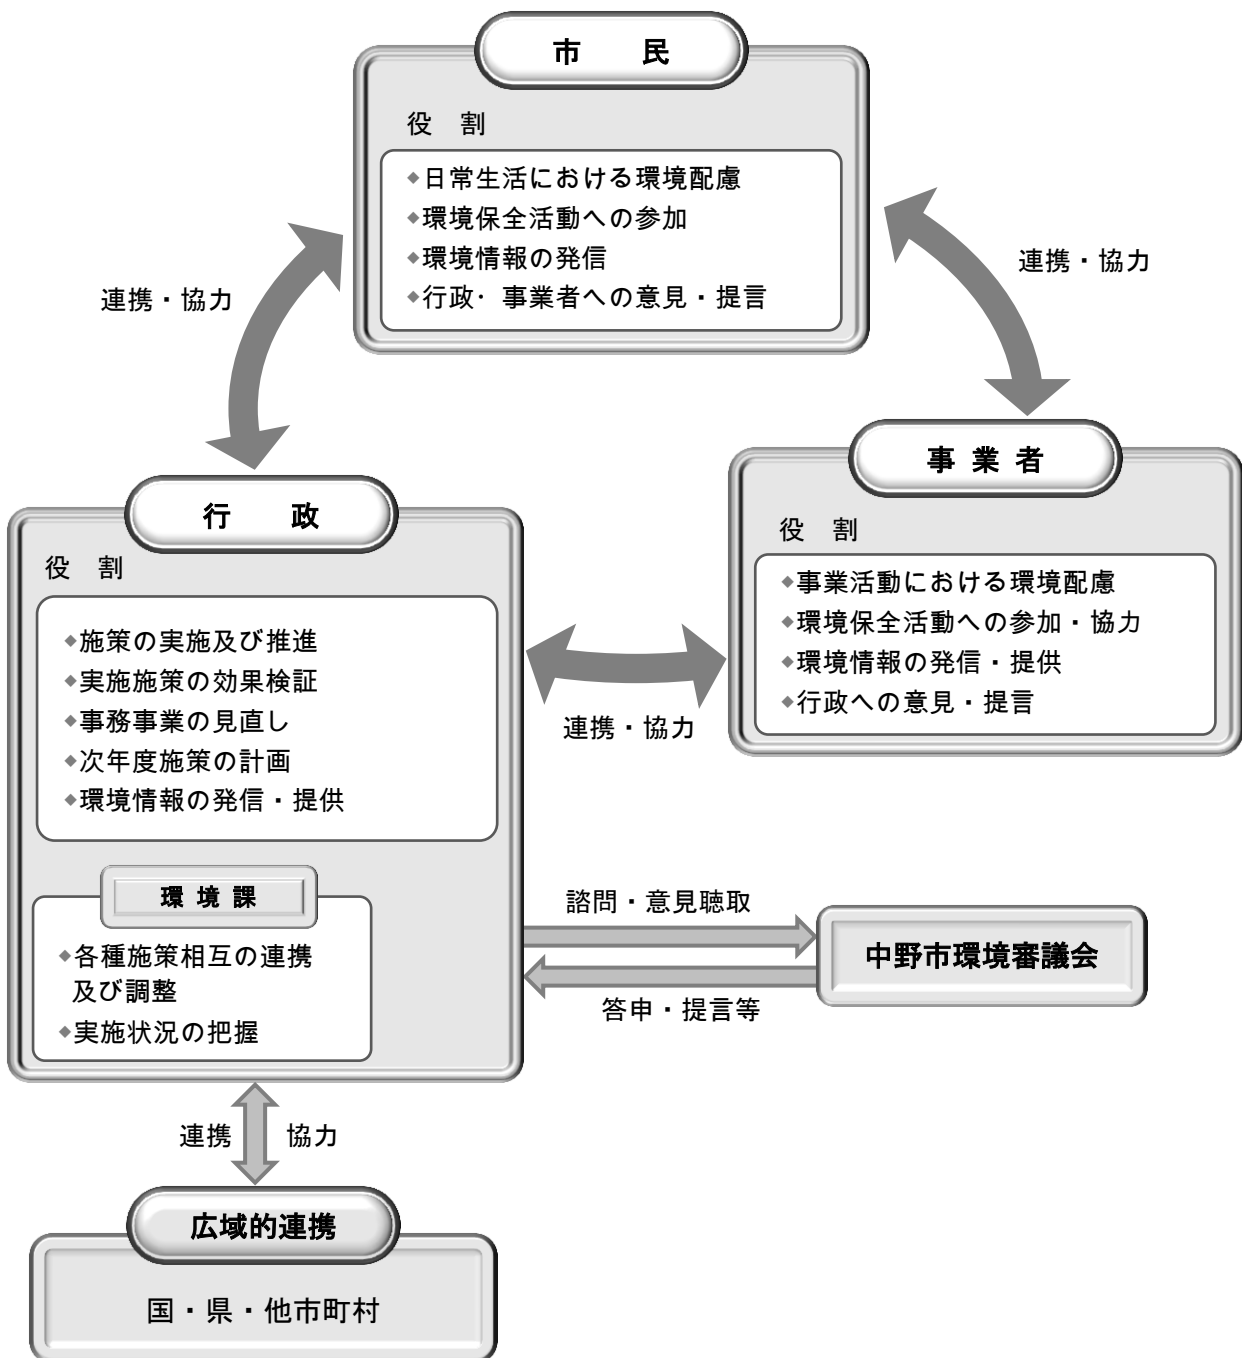 市　民
役　割
◆日常生活における環境配慮
◆環境保全活動への参加
◆環境情報の発信
◆行政・事業者への意見・提言
連携・協力
連携・協力
事 業 者
役　割
◆事業活動における環境配慮
◆環境保全活動への参加・協力
◆環境情報の発信・提供
◆行政への意見・提言
行　政
役　割
◆施策の実施及び推進
◆実施施策の効果検証
◆事務事業の見直し
◆次年度施策の計画
◆環境情報の発信・提供
連携・協力
環 境 課
◆各種施策相互の連携
及び調整
◆実施状況の把握
諮問・意見聴取
中野市環境審議会
答申・提言等
連携　協力
広域的連携
国・県・他市町村